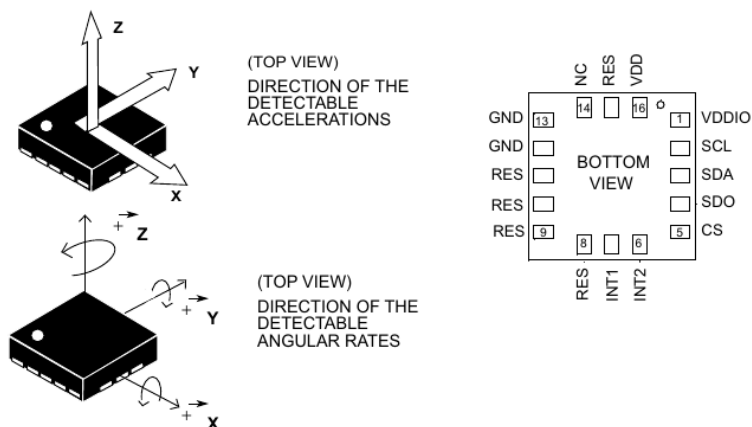 Z
Y
X
(TOP VIEW)
DIRECTION OF THE
DETECTABLE
ACCELERATIONS
+ Z
+ Y
+ X
(TOP VIEW)
DIRECTION OF THE
DETECTABLE
ANGULAR RATES
NC RES VDD
14 16
GND 13 1 VDDIO
GND SCL
RES BOTTOM SDA
VIEW
RES SDO
RES 9 5 CS
8 6
RES INT1 INT2